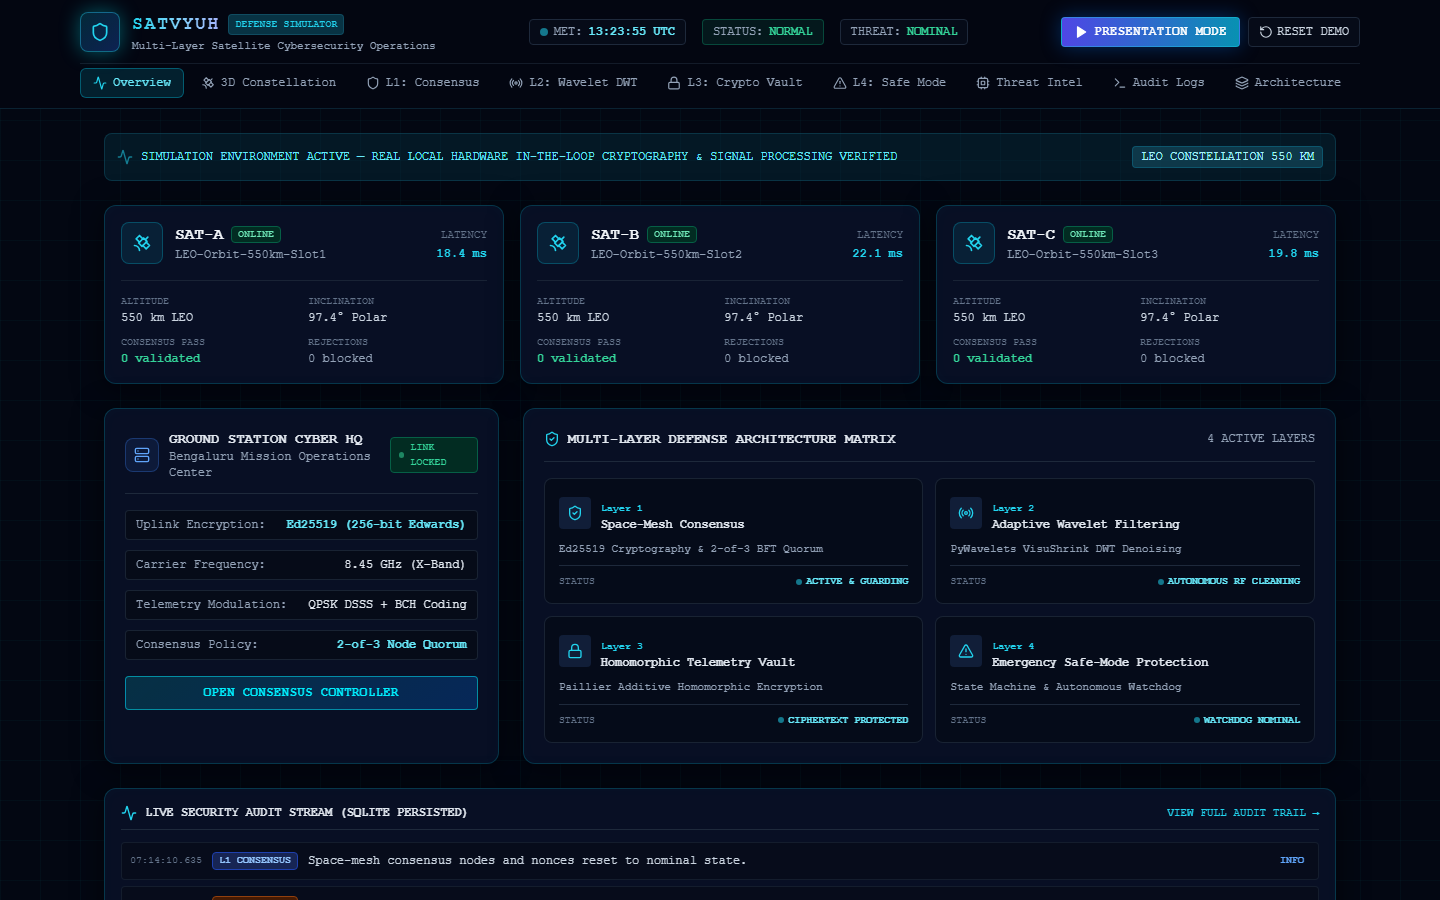 SATVYUH DEFENSE SIMULATOR
Multi-Layer Satellite Cybersecurity Operations
MET: 13:23:55 UTC
STATUS: NORMAL
THREAT: NOMINAL
PRESENTATION MODE
RESET DEMO
Overview
3D Constellation
L1: Consensus
L2: Wavelet DWT
L3: Crypto Vault
L4: Safe Mode
Threat Intel
Audit Logs
Architecture
SIMULATION ENVIRONMENT ACTIVE — REAL LOCAL HARDWARE IN-THE-LOOP CRYPTOGRAPHY & SIGNAL PROCESSING VERIFIED
LEO CONSTELLATION 550 KM
SAT-A ONLINE
LEO-Orbit-550km-Slot1
LATENCY
18.4 ms
ALTITUDE
550 km LEO
INCLINATION
97.4° Polar
CONSENSUS PASS
0 validated
REJECTIONS
0 blocked
SAT-B ONLINE
LEO-Orbit-550km-Slot2
LATENCY
22.1 ms
ALTITUDE
550 km LEO
INCLINATION
97.4° Polar
CONSENSUS PASS
0 validated
REJECTIONS
0 blocked
SAT-C ONLINE
LEO-Orbit-550km-Slot3
LATENCY
19.8 ms
ALTITUDE
550 km LEO
INCLINATION
97.4° Polar
CONSENSUS PASS
0 validated
REJECTIONS
0 blocked
GROUND STATION CYBER HQ
Bengaluru Mission Operations
Center
LINK
LOCKED
Uplink Encryption: Ed25519 (256-bit Edwards)
Carrier Frequency: 8.45 GHz (X-Band)
Telemetry Modulation: QPSK DSSS + BCH Coding
Consensus Policy: 2-of-3 Node Quorum
OPEN CONSENSUS CONTROLLER
MULTI-LAYER DEFENSE ARCHITECTURE MATRIX
4 ACTIVE LAYERS
Layer 1
Space-Mesh Consensus
Ed25519 Cryptography & 2-of-3 BFT Quorum
STATUS ACTIVE & GUARDING
Layer 2
Adaptive Wavelet Filtering
PyWavelets VisuShrink DWT Denoising
STATUS AUTONOMOUS RF CLEANING
Layer 3
Homomorphic Telemetry Vault
Paillier Additive Homomorphic Encryption
STATUS CIPHERTEXT PROTECTED
Layer 4
Emergency Safe-Mode Protection
State Machine & Autonomous Watchdog
STATUS WATCHDOG NOMINAL
LIVE SECURITY AUDIT STREAM (SQLITE PERSISTED)
VIEW FULL AUDIT TRAIL →
07:14:10.635 L1 CONSENSUS Space-mesh consensus nodes and nonces reset to nominal state. INFO